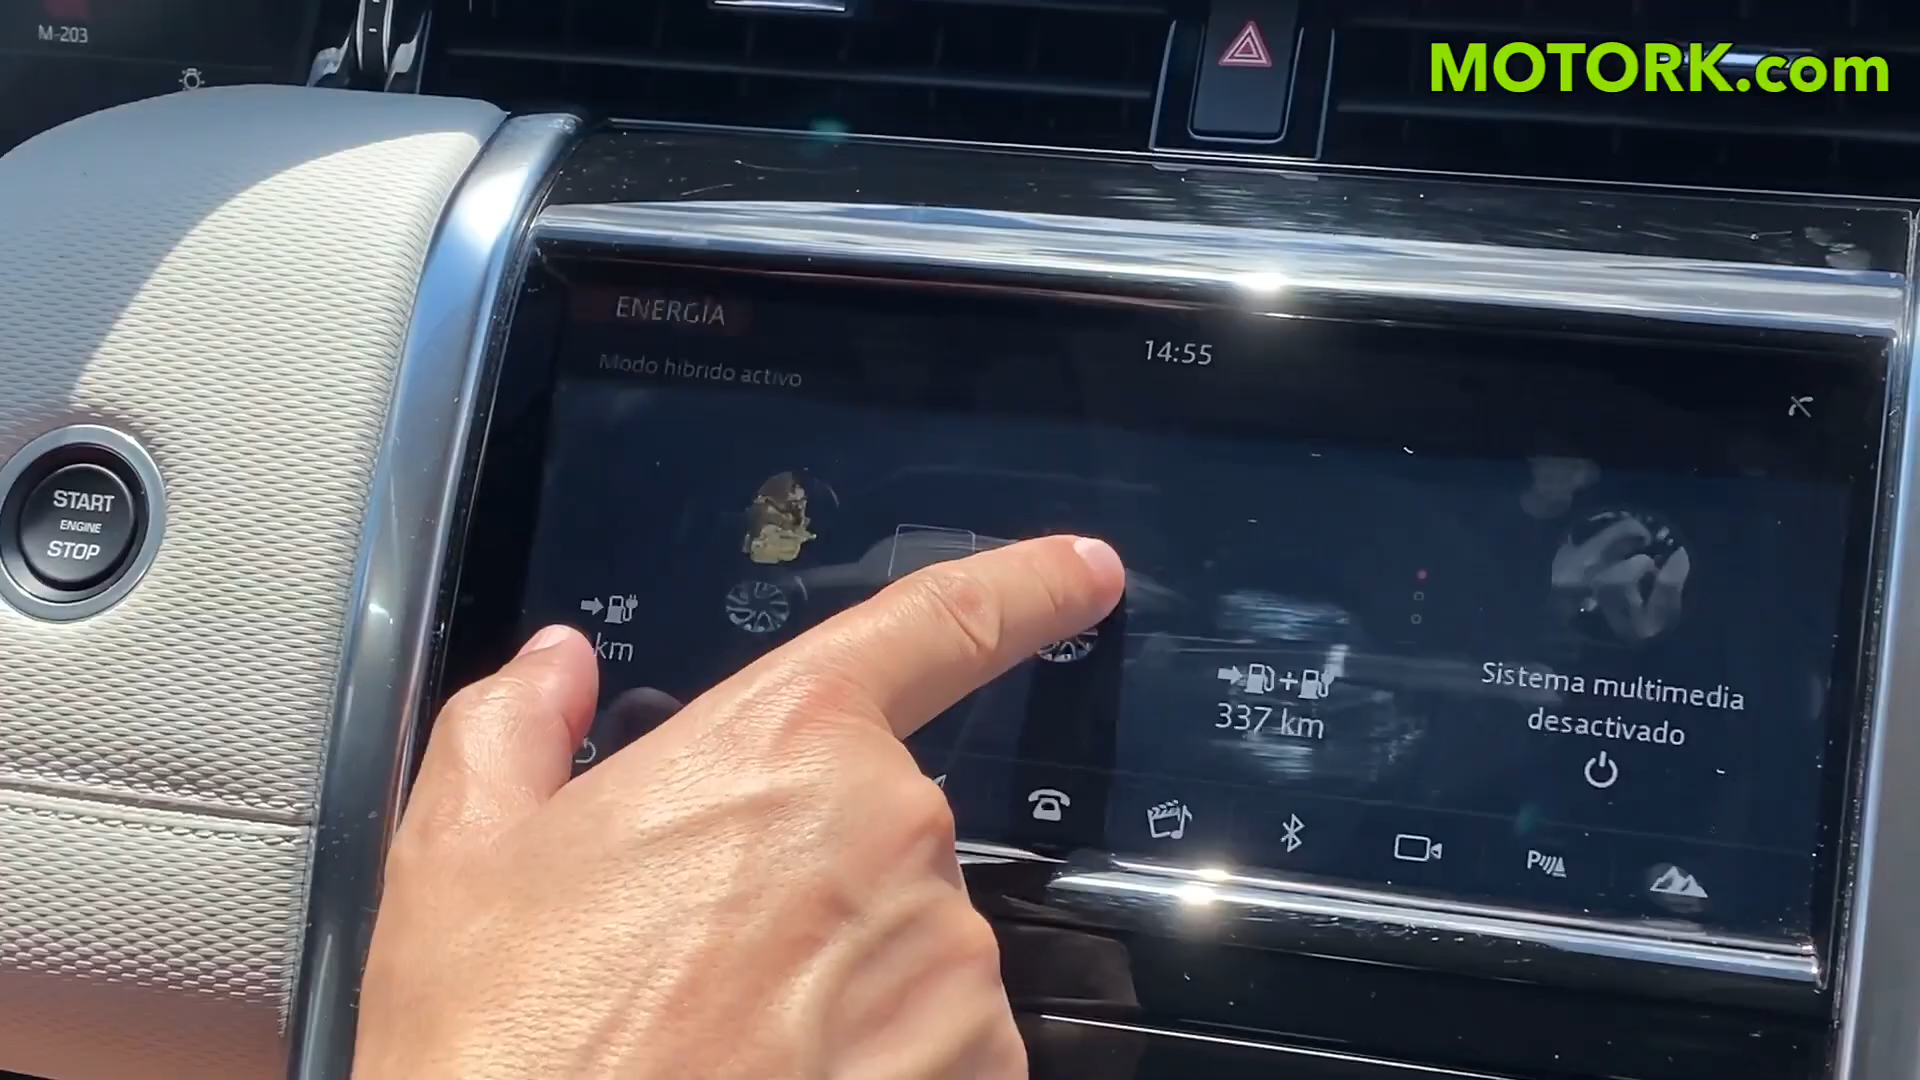 M-203
MOTORK.com
ENERGÍA
14:55
Modo híbrido activo
START
ENGINE
STOP
km
337 km
Sistema multimedia
desactivado
P